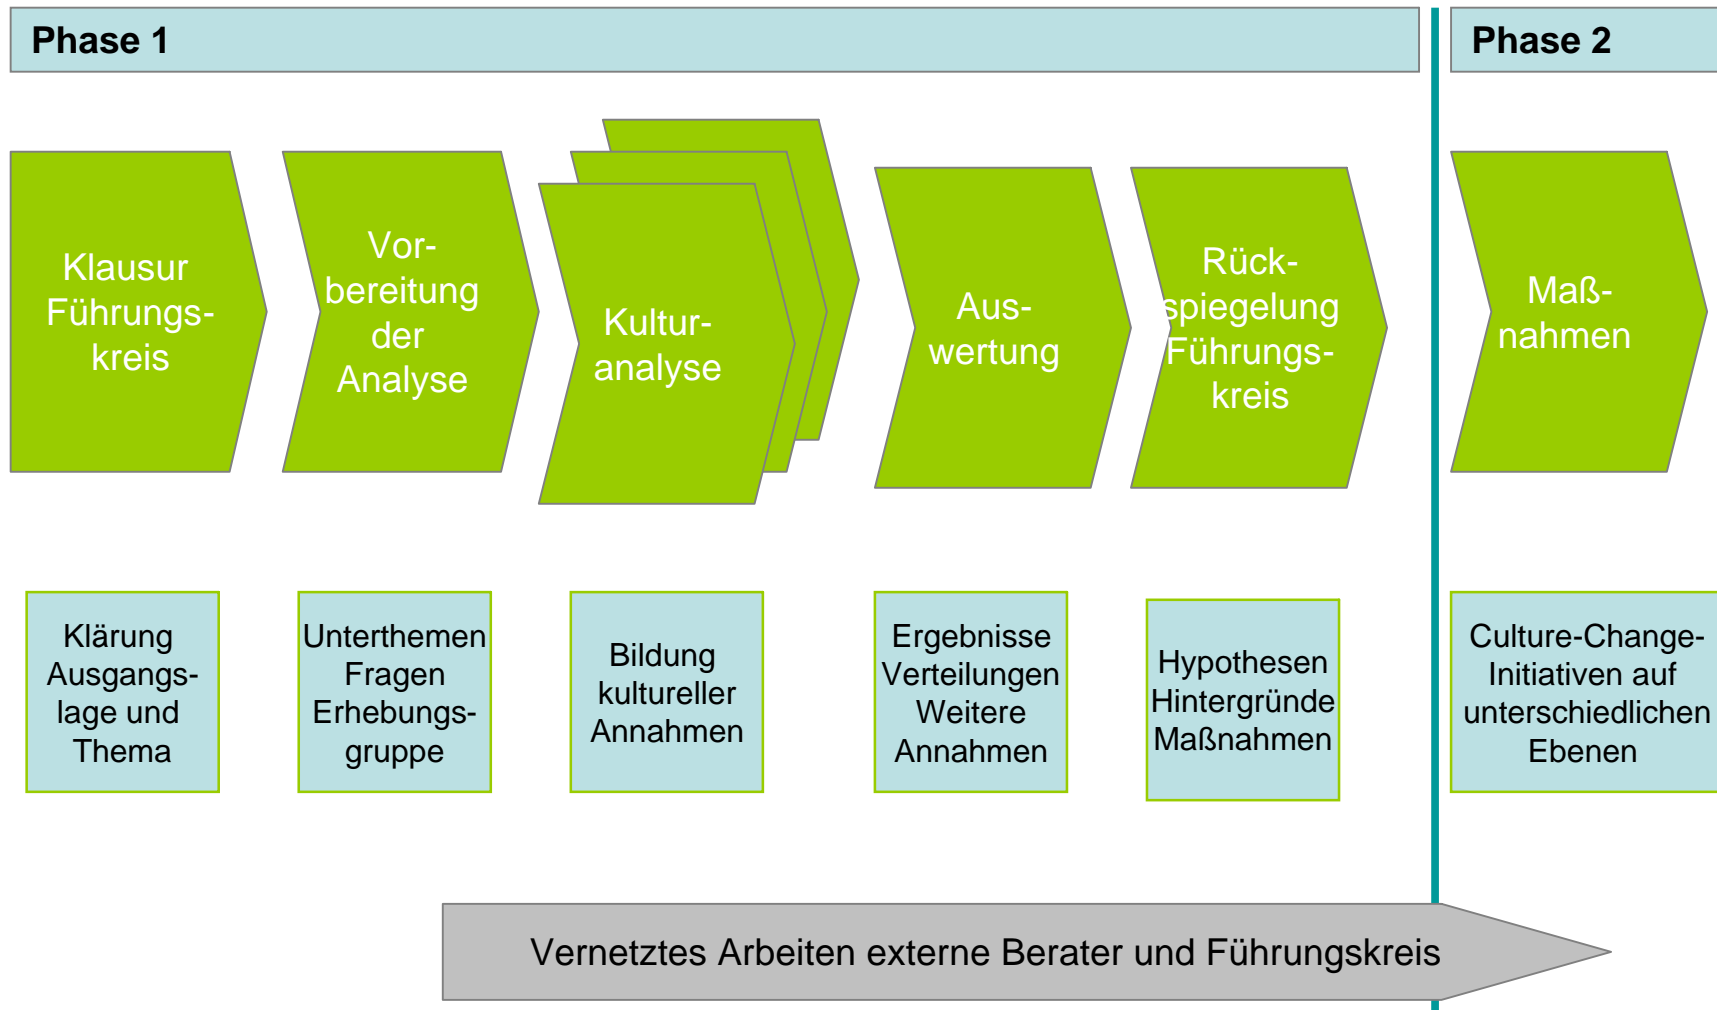 Phase 1
Phase 2
Klausur
Führungs-
kreis
Vor-
bereitung
der
Analyse
Kultur-
analyse
Aus-
wertung
Rück-
spiegelung
Führungs-
kreis
Maß-
nahmen
Klärung
Ausgangs-
lage und
Thema
Unterthemen
Fragen
Erhebungs-
gruppe
Bildung
kultureller
Annahmen
Ergebnisse
Verteilungen
Weitere
Annahmen
Hypothesen
Hintergründe
Maßnahmen
Culture-Change-
Initiativen auf
unterschiedlichen
Ebenen
Vernetztes Arbeiten externe Berater und Führungskreis